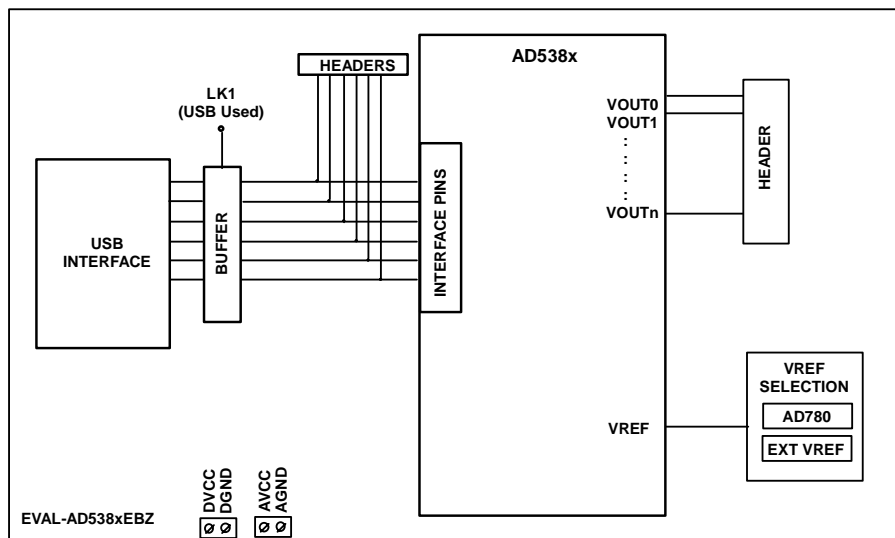 HEADERS
AD538x
LK1
(USB Used)
VOUT0
VOUT1
VOUTn
HEADER
USB
INTERFACE
BUFFER
INTERFACE PINS
VREF
SELECTION
AD780
EXT VREF
VREF
DVCC
DGND
AVCC
AGND
EVAL-AD538xEBZ